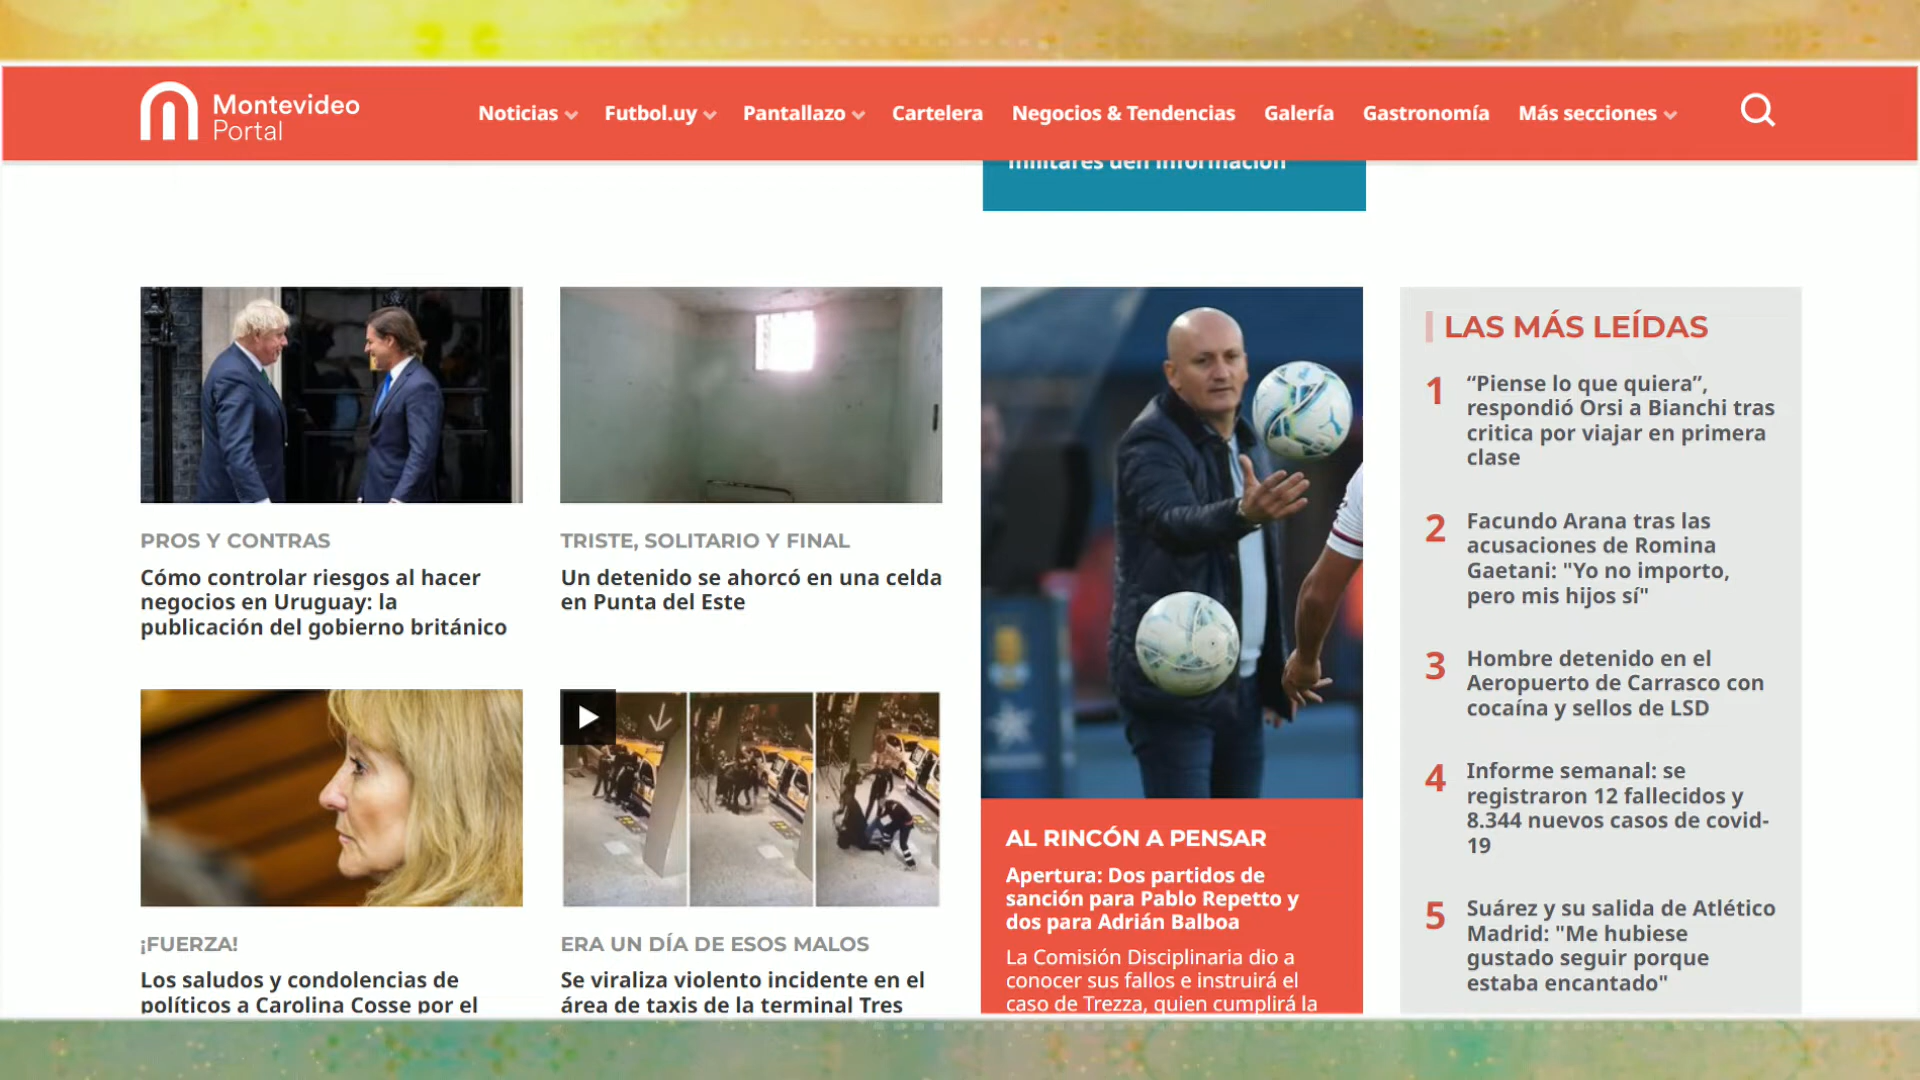 Montevideo
Portal
Noticias
Futbol.uy
Pantallazo
Cartelera
Negocios & Tendencias
Galería
Gastronomía
Más secciones
militares den información
PROS Y CONTRAS
Cómo controlar riesgos al hacer
negocios en Uruguay: la
publicación del gobierno británico
TRISTE, SOLITARIO Y FINAL
Un detenido se ahorcó en una celda
en Punta del Este
¡FUERZA!
Los saludos y condolencias de
políticos a Carolina Cosse por el
ERA UN DÍA DE ESOS MALOS
Se viraliza violento incidente en el
área de taxis de la terminal Tres
AL RINCÓN A PENSAR
Apertura: Dos partidos de
sanción para Pablo Repetto y
dos para Adrián Balboa
La Comisión Disciplinaria dio a
conocer sus fallos e instruirá el
caso de Trezza, quien cumplirá la
LAS MÁS LEÍDAS
1
“Piense lo que quiera”,
respondió Orsi a Bianchi tras
critica por viajar en primera
clase
2
Facundo Arana tras las
acusaciones de Romina
Gaetani: "Yo no importo,
pero mis hijos sí"
3
Hombre detenido en el
Aeropuerto de Carrasco con
cocaína y sellos de LSD
4
Informe semanal: se
registraron 12 fallecidos y
8.344 nuevos casos de covid-
19
5
Suárez y su salida de Atlético
Madrid: "Me hubiese
gustado seguir porque
estaba encantado"